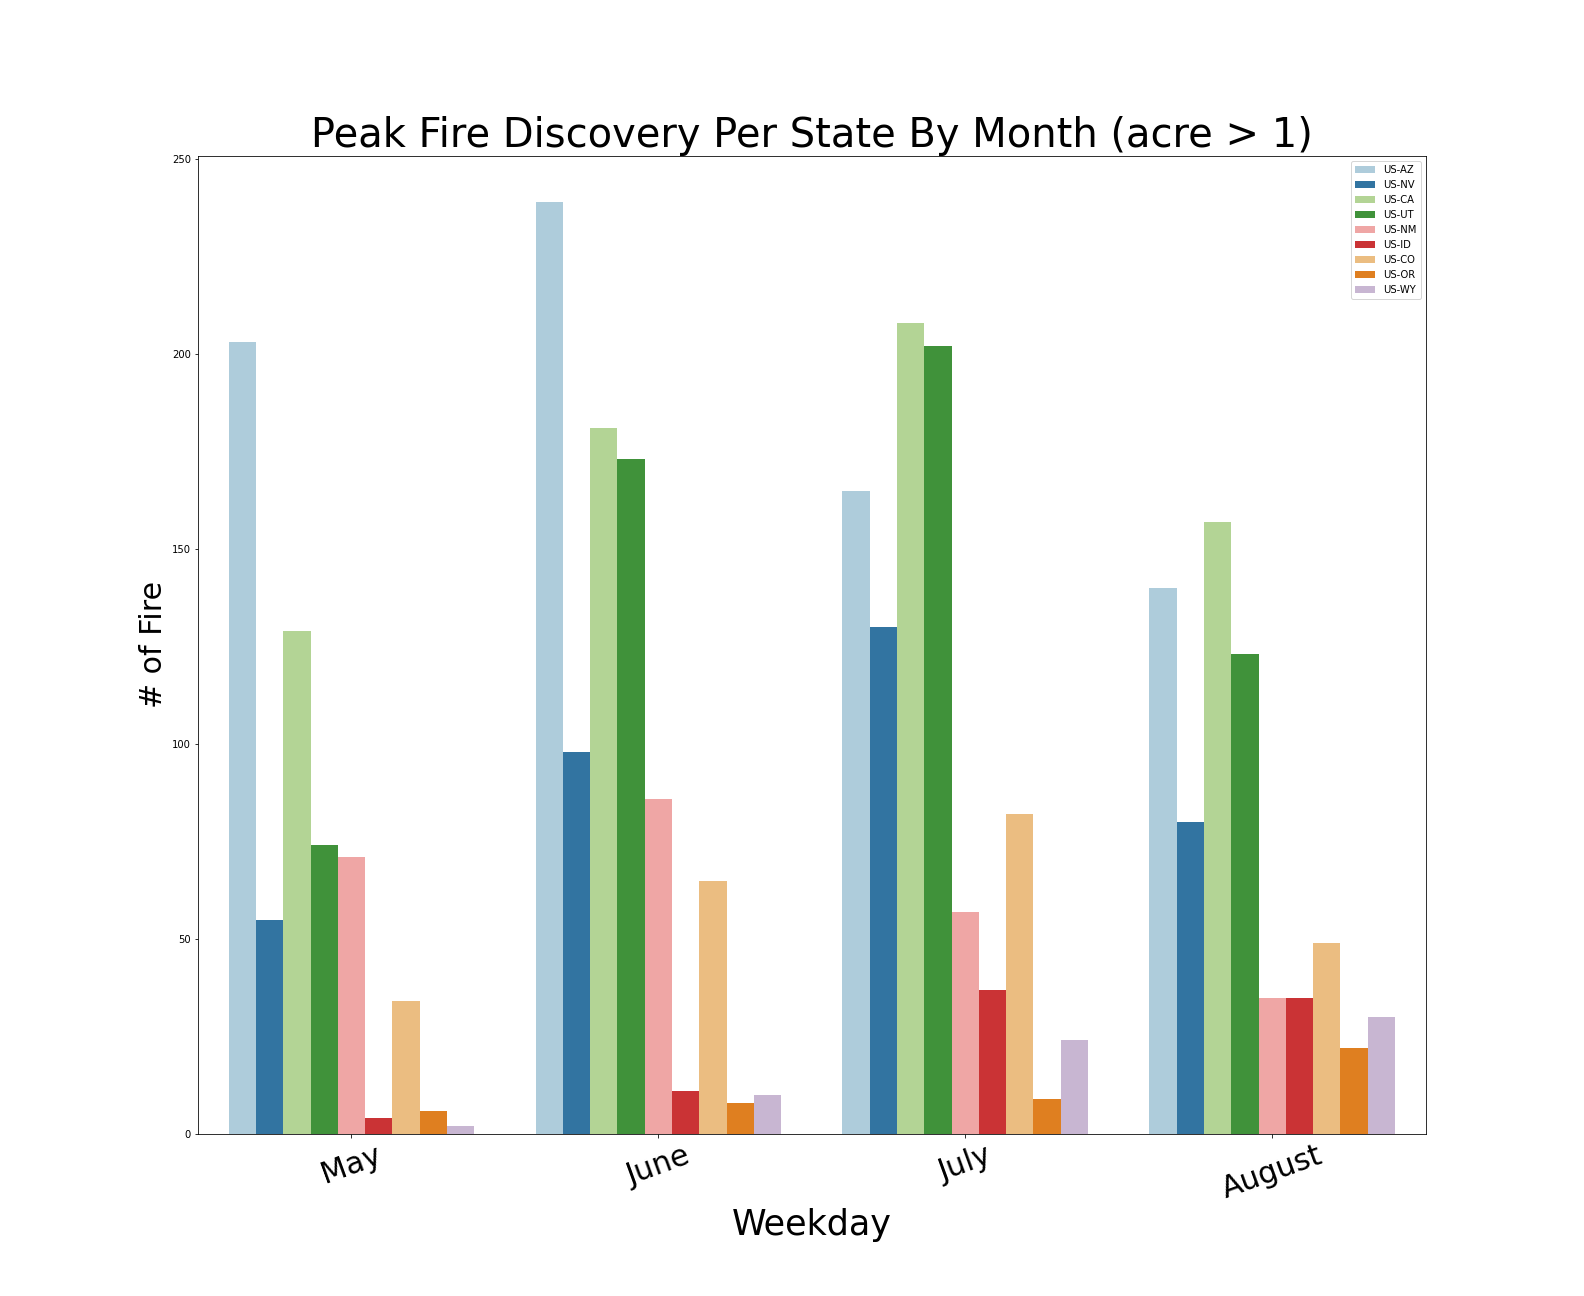 Peak Fire Discovery Per State By Month (acre > 1)
250
200
150
100
50
0
# of Fire
US-AZ
US-NV
US-CA
US-UT
US-NM
US-ID
US-CO
US-OR
US-WY
May
June
July
August
Weekday